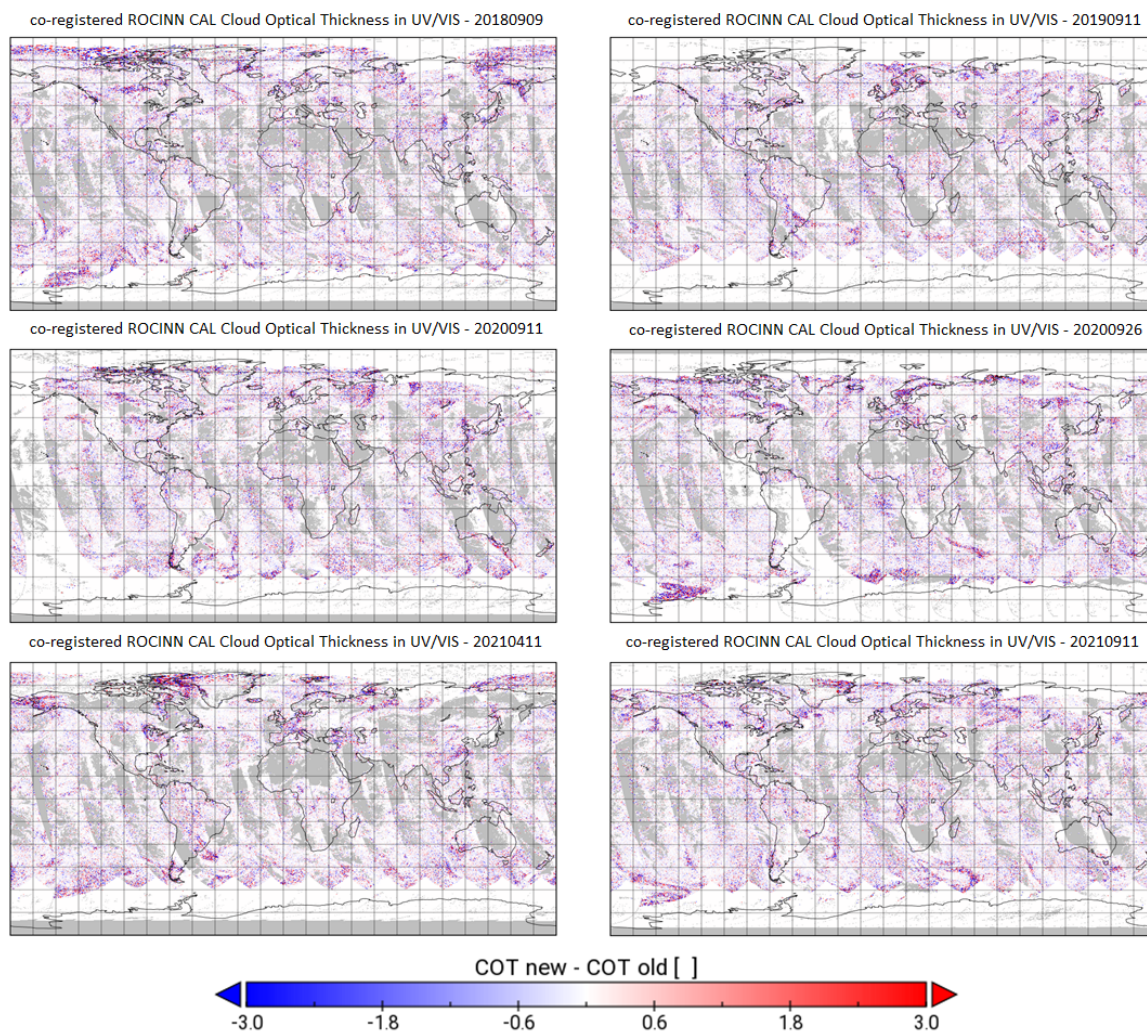 co-registered ROCINN CAL Cloud Optical Thickness in UV/VIS - 20180909
co-registered ROCINN CAL Cloud Optical Thickness in UV/VIS - 20190911
co-registered ROCINN CAL Cloud Optical Thickness in UV/VIS - 20200911
co-registered ROCINN CAL Cloud Optical Thickness in UV/VIS - 20200926
co-registered ROCINN CAL Cloud Optical Thickness in UV/VIS - 20210411
co-registered ROCINN CAL Cloud Optical Thickness in UV/VIS - 20210911
COT new - COT old [ ]
-3.0 -1.8 -0.6 0.6 1.8 3.0